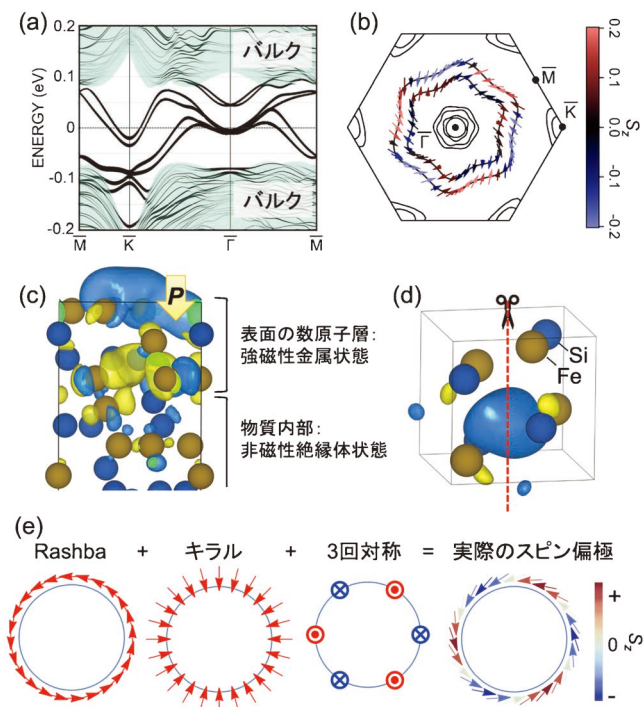 (a)
0.2
0.1
0
-0.1
-0.2
ENERGY (eV)
バルク
バルク
M̅
K̅
Γ̅
M̅
(b)
M̅
K̅
Γ̅
0.2
0.1
0.0
-0.1
-0.2
Sz
(c)
P
表面の数原子層：
強磁性金属状態
物質内部：
非磁性絶縁体状態
(d)
Si
Fe
(e)
Rashba + キラル + 3回対称 = 実際のスピン偏極
+
0
-
Sz